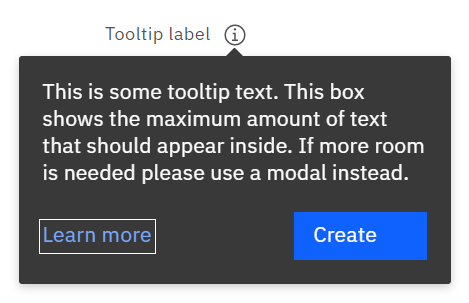 Tooltip label
This is some tooltip text. This box
shows the maximum amount of text
that should appear inside. If more room
is needed please use a modal instead.
Learn more
Create